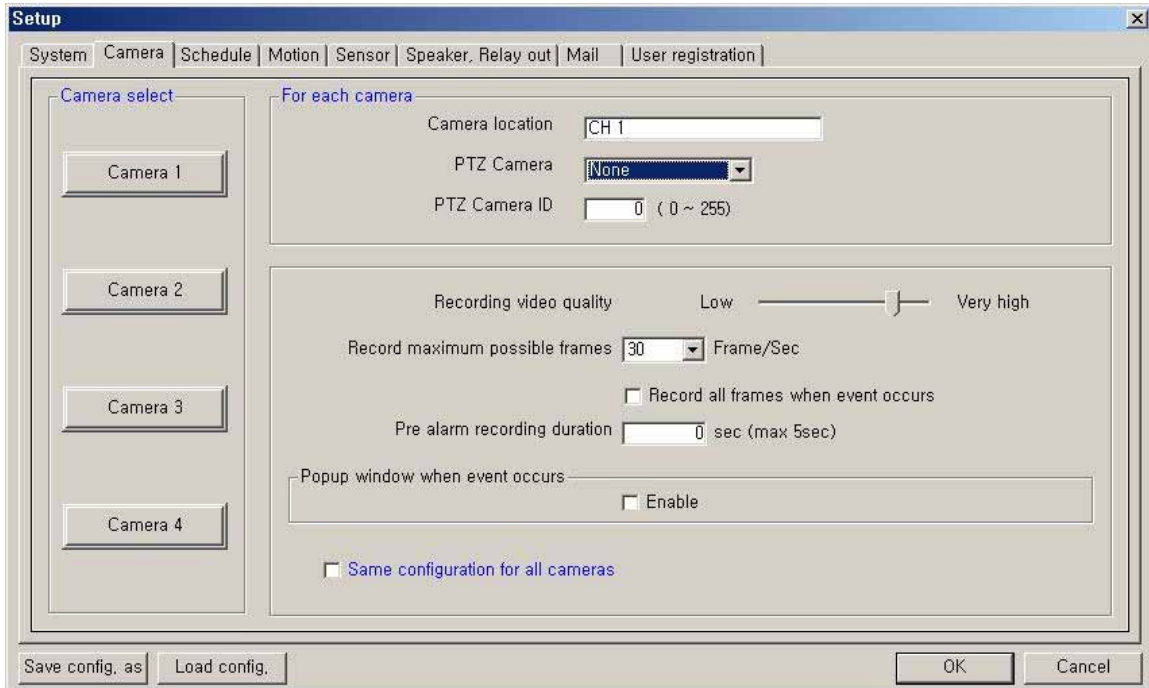 Setup
System Camera Schedule Motion Sensor Speaker, Relay out Mail User registration
Camera select
Camera 1
Camera 2
Camera 3
Camera 4
For each camera
Camera location CH 1
PTZ Camera None
PTZ Camera ID 0 ( 0 ~ 255)
Recording video quality Low Very high
Record maximum possible frames 30 Frame/Sec
Record all frames when event occurs
Pre alarm recording duration 0 sec (max 5sec)
Popup window when event occurs
Enable
Same configuration for all cameras
Save config, as Load config, OK Cancel